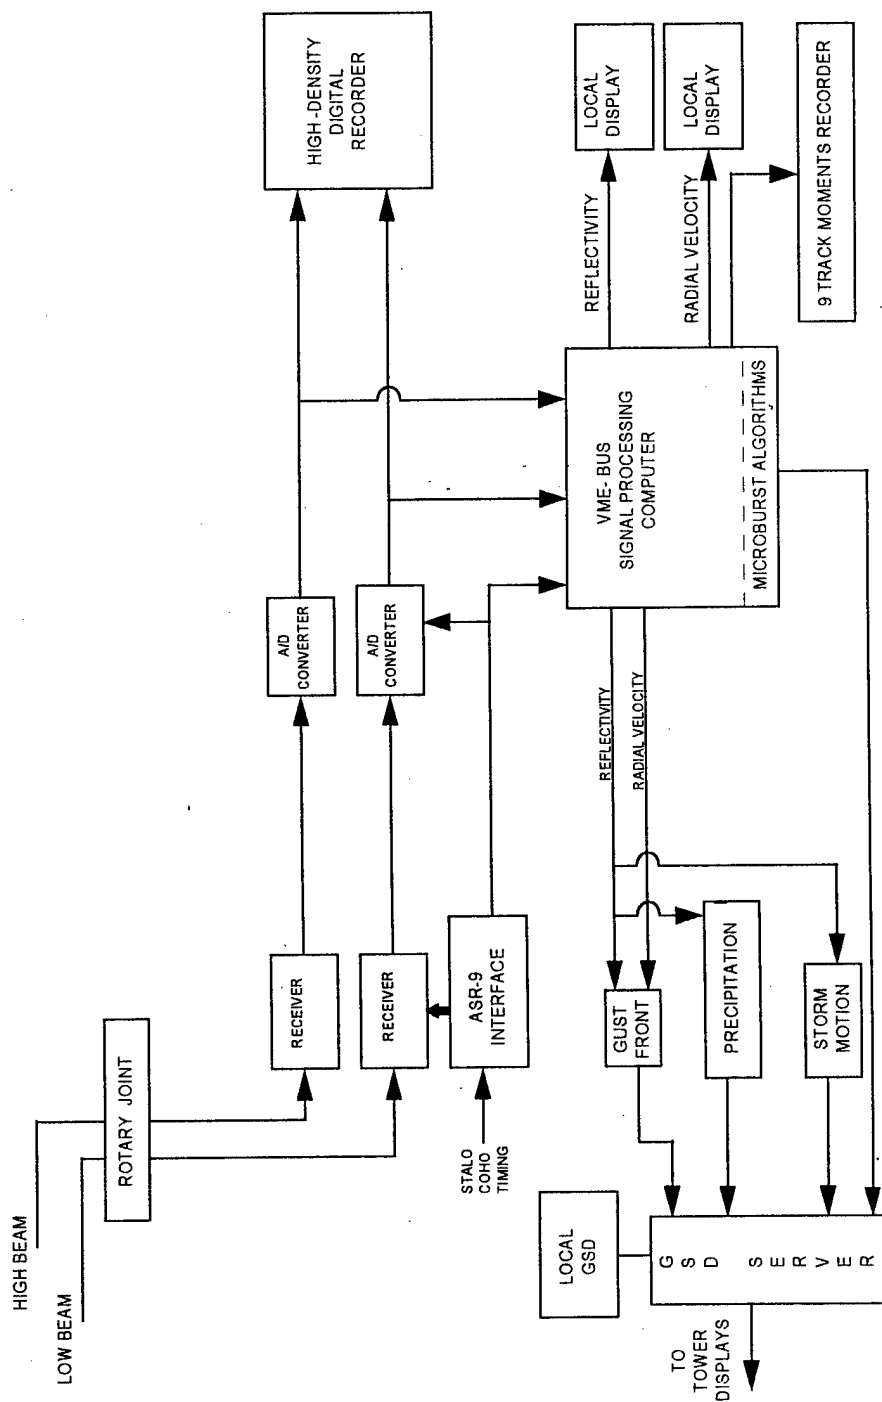 HIGH BEAM
LOW BEAM
ROTARY JOINT
RECEIVER
A/D
CONVERTER
HIGH-DENSITY
DIGITAL
RECORDER
RECEIVER
A/D
CONVERTER
STALO
COHO
TIMING
ASR-9
INTERFACE
VME-BUS
SIGNAL PROCESSING
COMPUTER
MICROBURST ALGORITHMS
REFLECTIVITY
LOCAL
DISPLAY
RADIAL VELOCITY
LOCAL
DISPLAY
9 TRACK MOMENTS RECORDER
REFLECTIVITY
RADIAL VELOCITY
GUST
FRONT
PRECIPITATION
STORM
MOTION
LOCAL
GSD
GSD SERVER
TO
TOWER
DISPLAYS